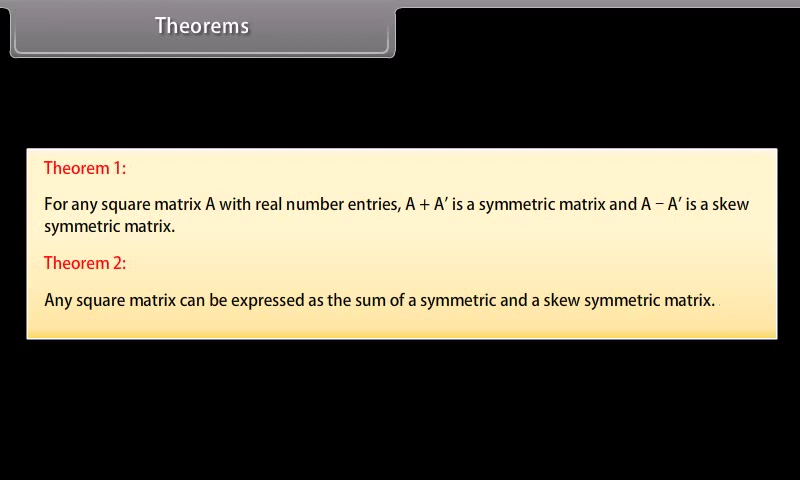 Theorems
Theorem 1:
For any square matrix A with real number entries, A + A′ is a symmetric matrix and A − A′ is a skew
symmetric matrix.
Theorem 2:
Any square matrix can be expressed as the sum of a symmetric and a skew symmetric matrix.